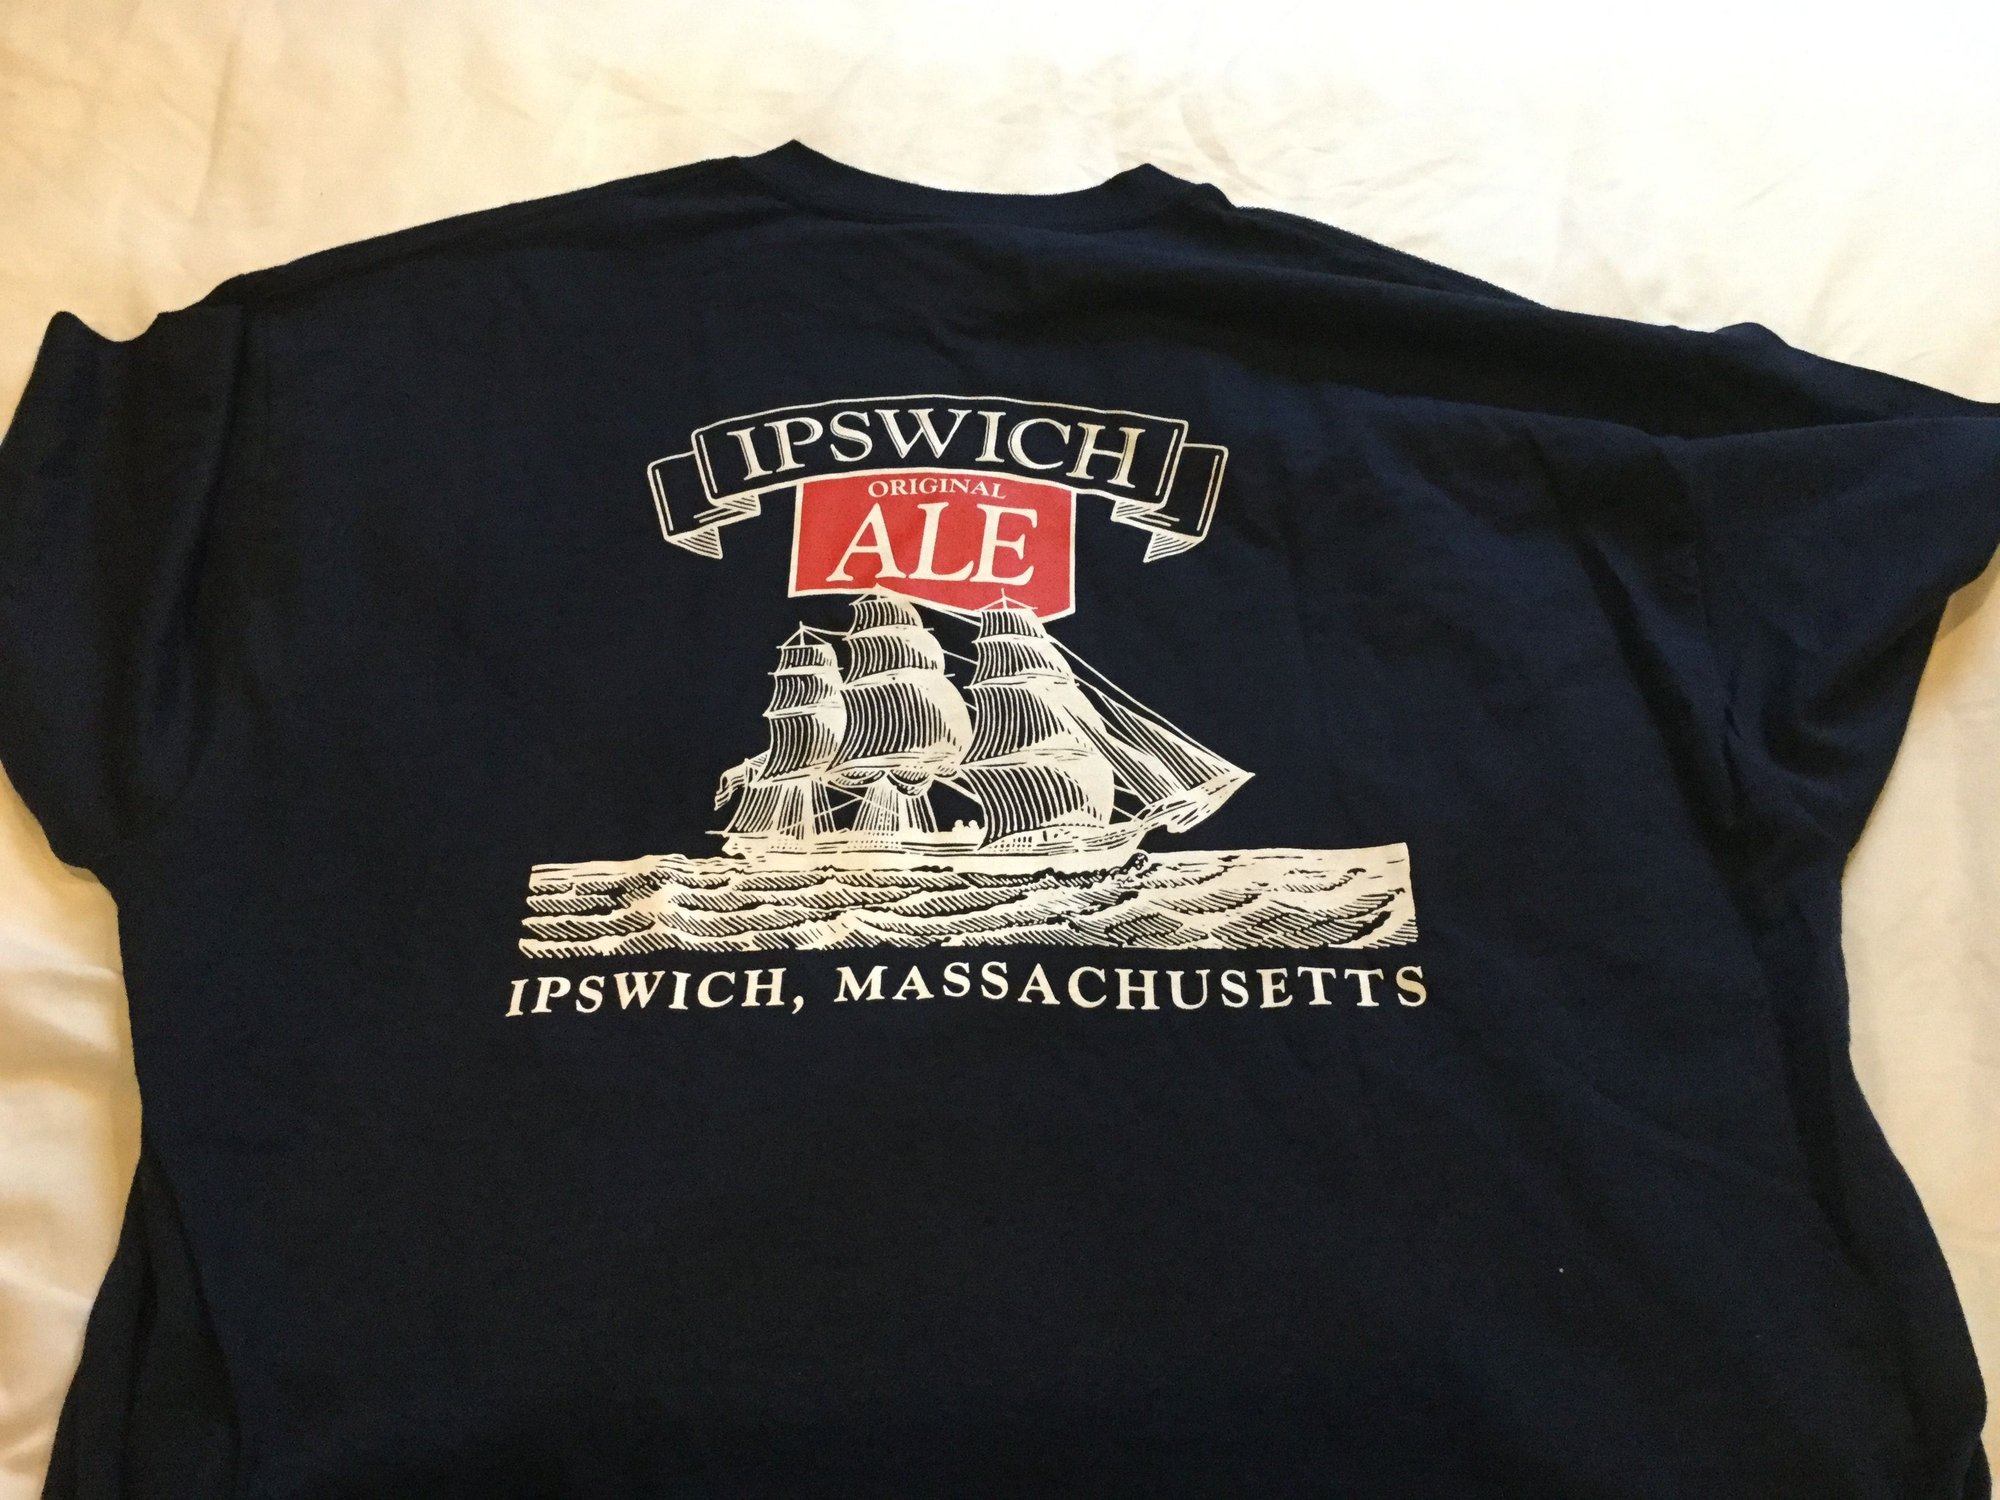 IPSWICH
ORIGINAL
ALE
IPSWICH, MASSACHUSETTS